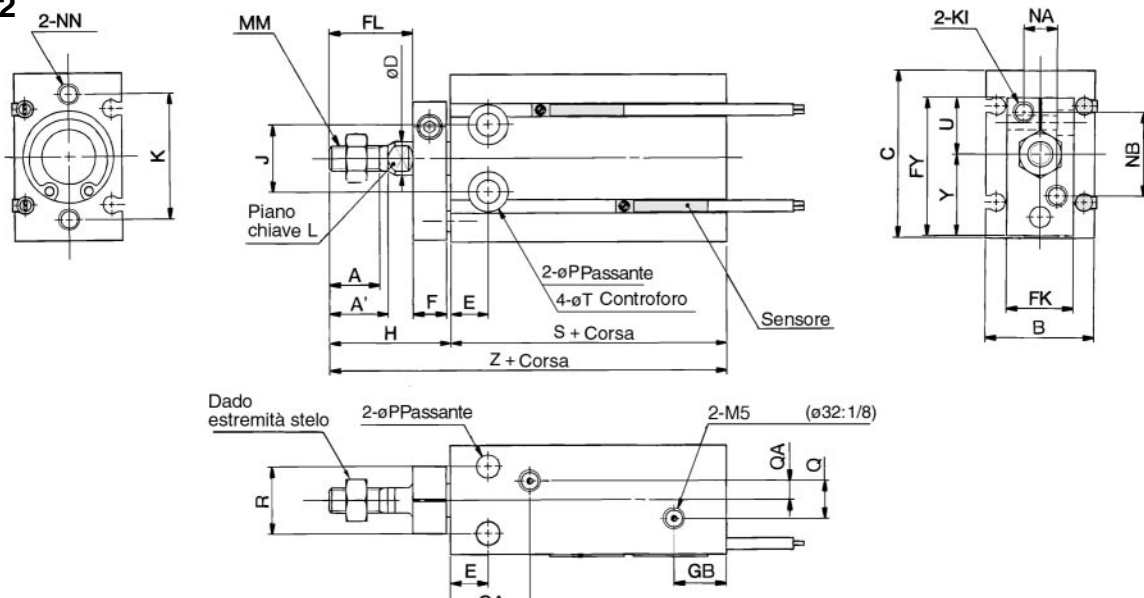 2
2-NN
K
MM
FL
øD
J
Piano
chiave L
A
A'
F
E
H
S + Corsa
Z + Corsa
2-øPPassante
4-øT Controforo
Sensore
2-KI
NA
C
FY
U
Y
NB
FK
B
Dado
estremità stelo
2-øPPassante
2-M5
(ø32:1/8)
QA
Q
R
E
GB